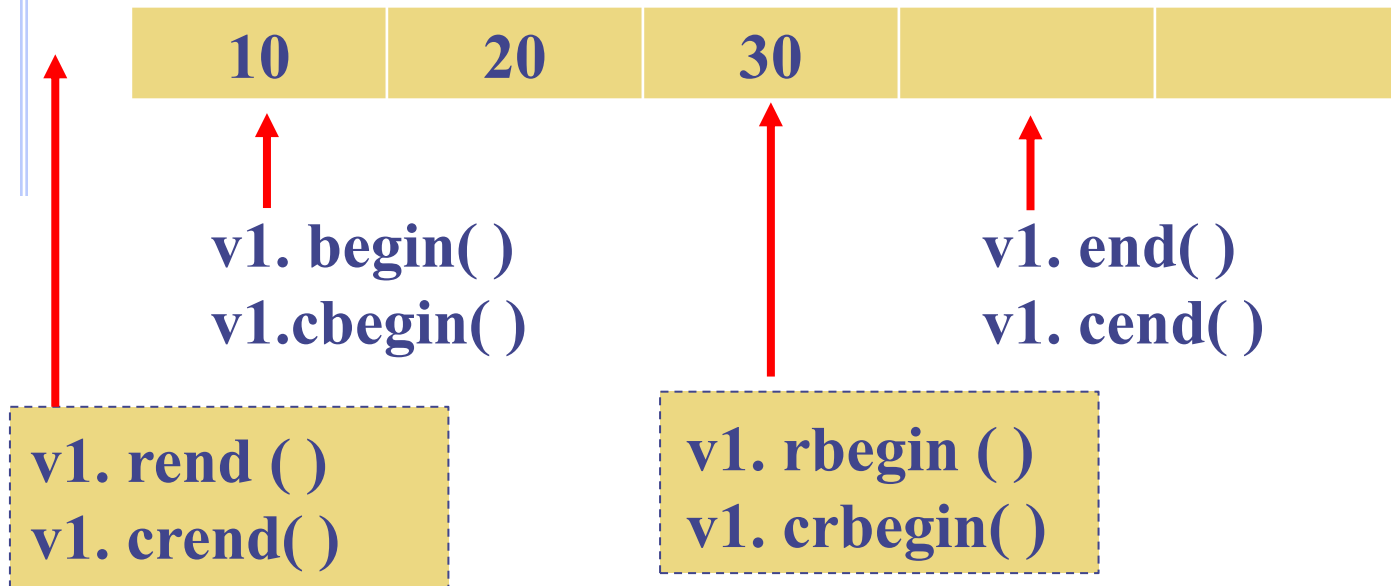 10 20 30
v1. begin( )
v1.cbegin( )
v1. end( )
v1. cend( )
v1. rend ( )
v1. crend( )
v1. rbegin ( )
v1. crbegin( )